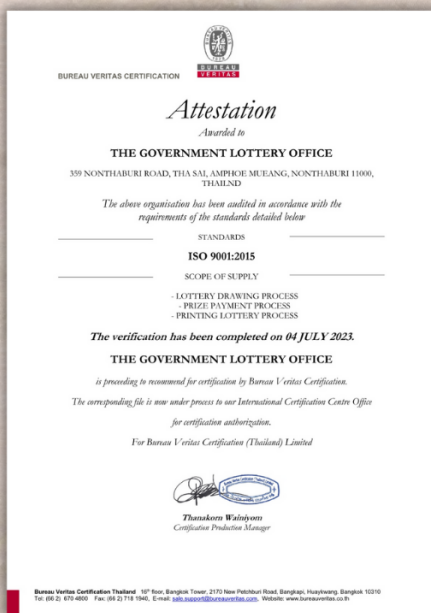 BUREAU VERITAS CERTIFICATION
BUREAU
VERITAS
Attestation
Awarded to
THE GOVERNMENT LOTTERY OFFICE
359 NONTHABURI ROAD, THA SAI, AMPHOE MUEANG, NONTHABURI 11000,
THAILND
The above organisation has been audited in accordance with the
requirements of the standards detailed below
STANDARDS
ISO 9001:2015
SCOPE OF SUPPLY
- LOTTERY DRAWING PROCESS
- PRIZE PAYMENT PROCESS
- PRINTING LOTTERY PROCESS
The verification has been completed on 04 JULY 2023.
THE GOVERNMENT LOTTERY OFFICE
is proceeding to recommend for certification by Bureau Veritas Certification.
The corresponding file is now under process to our International Certification Centre Office
for certification authorization.
For Bureau Veritas Certification (Thailand) Limited
Thanakorn Wainiyom
Certification Production Manager
Bureau Veritas Certification Thailand 16th floor, Bangkok Tower, 2170 New Petchburi Road, Bangkapi, Huaykwang, Bangkok 10310
Tel: (66 2) 670 4800 Fax: (66 2) 718 1940, E-mail: sale.support@bureauveritas.com, Website: www.bureauveritas.co.th